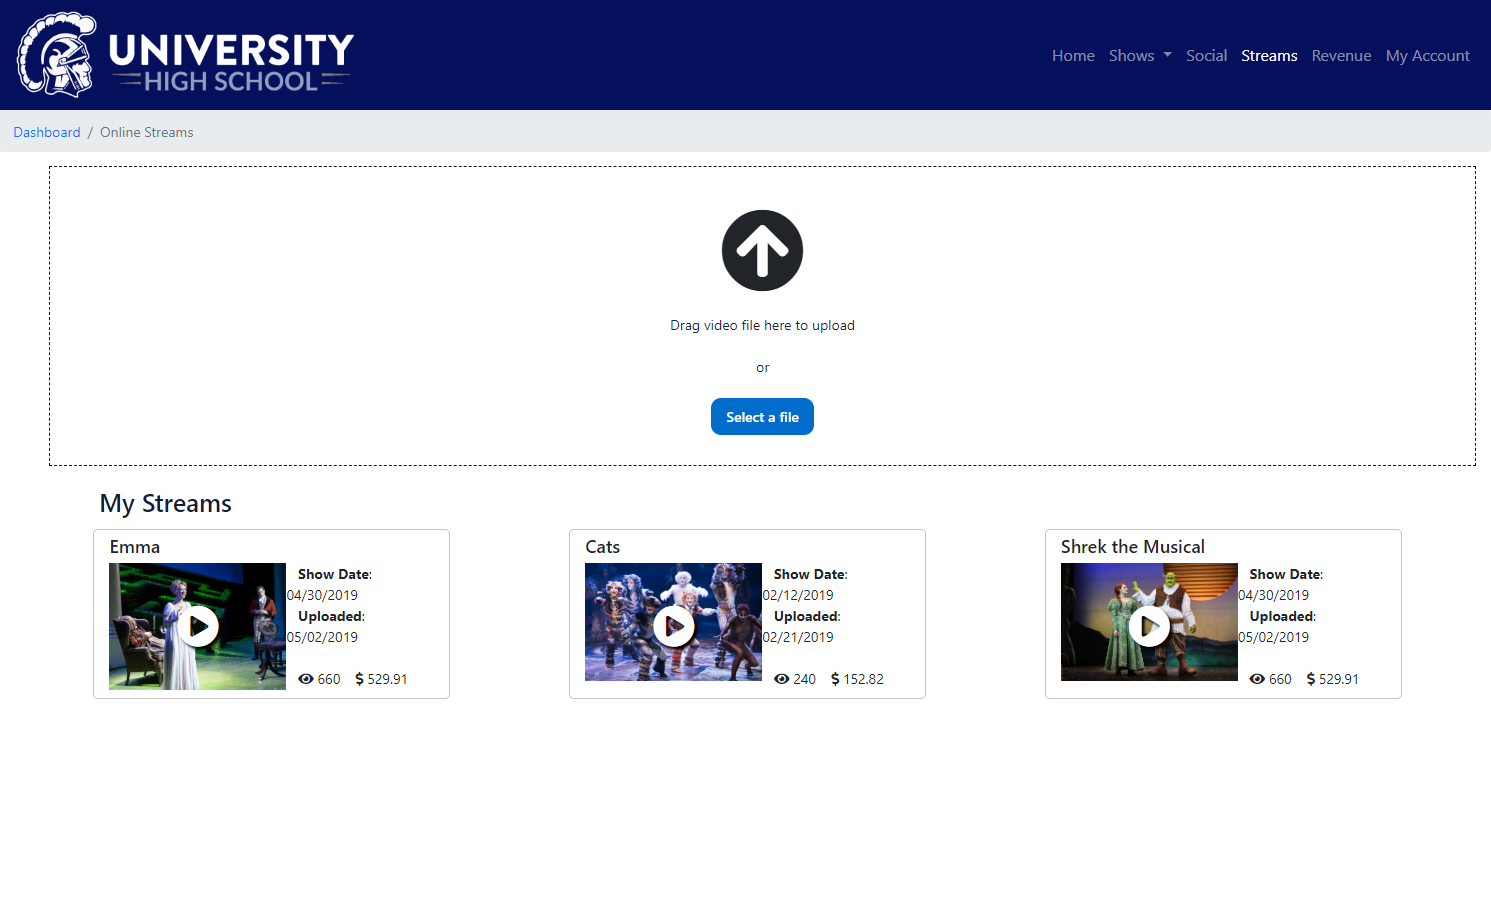 UNIVERSITY
HIGH SCHOOL
Home Shows Social Streams Revenue My Account
Dashboard / Online Streams
Drag video file here to upload
or
Select a file
My Streams
Emma
Show Date:
04/30/2019
Uploaded:
05/02/2019
660 $ 529.91
Cats
Show Date:
02/12/2019
Uploaded:
02/21/2019
240 $ 152.82
Shrek the Musical
Show Date:
04/30/2019
Uploaded:
05/02/2019
660 $ 529.91